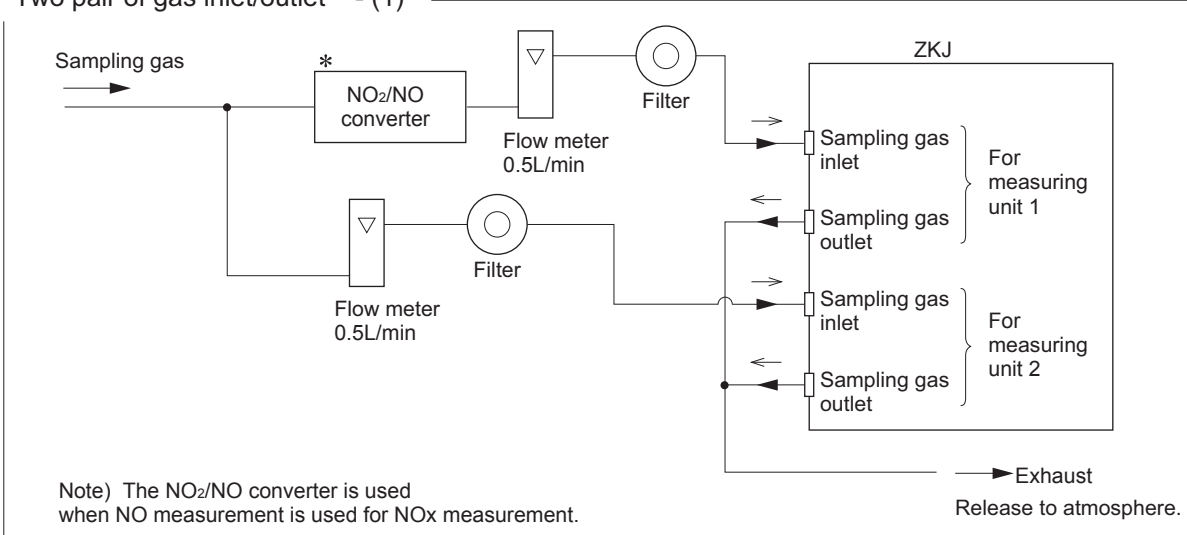 Two pair of gas inlet/outlet - (1)
Sampling gas
*
NO₂/NO
converter
Flow meter
0.5L/min
Filter
ZKJ
Sampling gas
inlet
For
measuring
unit 1
Sampling gas
outlet
Flow meter
0.5L/min
Filter
Sampling gas
inlet
For
measuring
unit 2
Sampling gas
outlet
Exhaust
Release to atmosphere.
Note) The NO₂/NO converter is used
when NO measurement is used for NOx measurement.